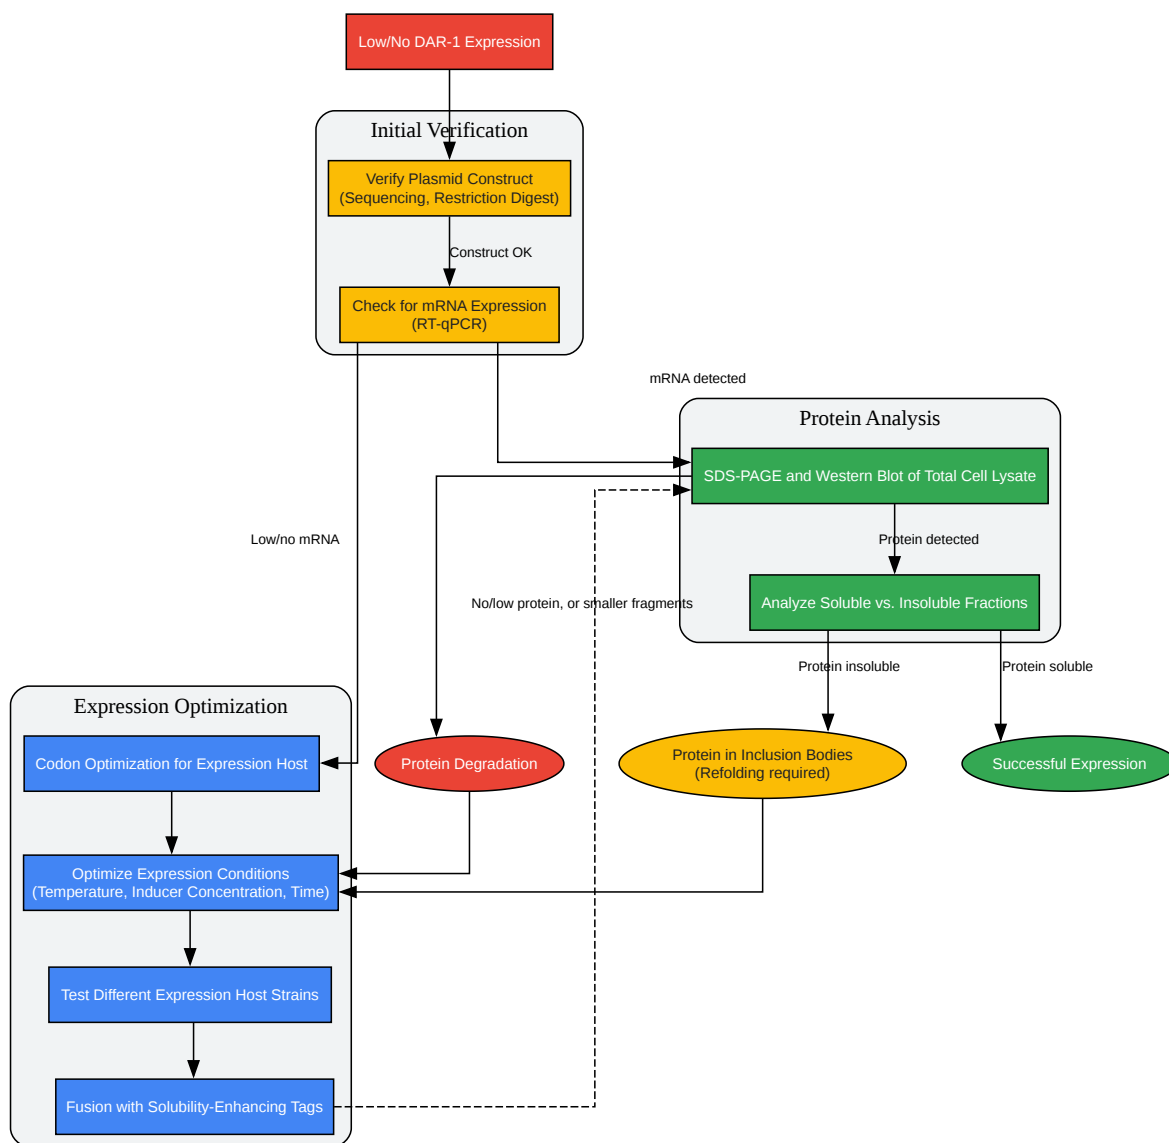 Low/No DAR-1 Expression
Initial Verification
Verify Plasmid Construct
(Sequencing, Restriction Digest)
Construct OK
Check for mRNA Expression
(RT-qPCR)
mRNA detected
Protein Analysis
SDS-PAGE and Western Blot of Total Cell Lysate
Low/no mRNA
Protein detected
No/low protein, or smaller fragments
Analyze Soluble vs. Insoluble Fractions
Protein insoluble
Protein soluble
Expression Optimization
Codon Optimization for Expression Host
Protein Degradation
Protein in Inclusion Bodies
(Refolding required)
Successful Expression
Optimize Expression Conditions
(Temperature, Inducer Concentration, Time)
Test Different Expression Host Strains
Fusion with Solubility-Enhancing Tags